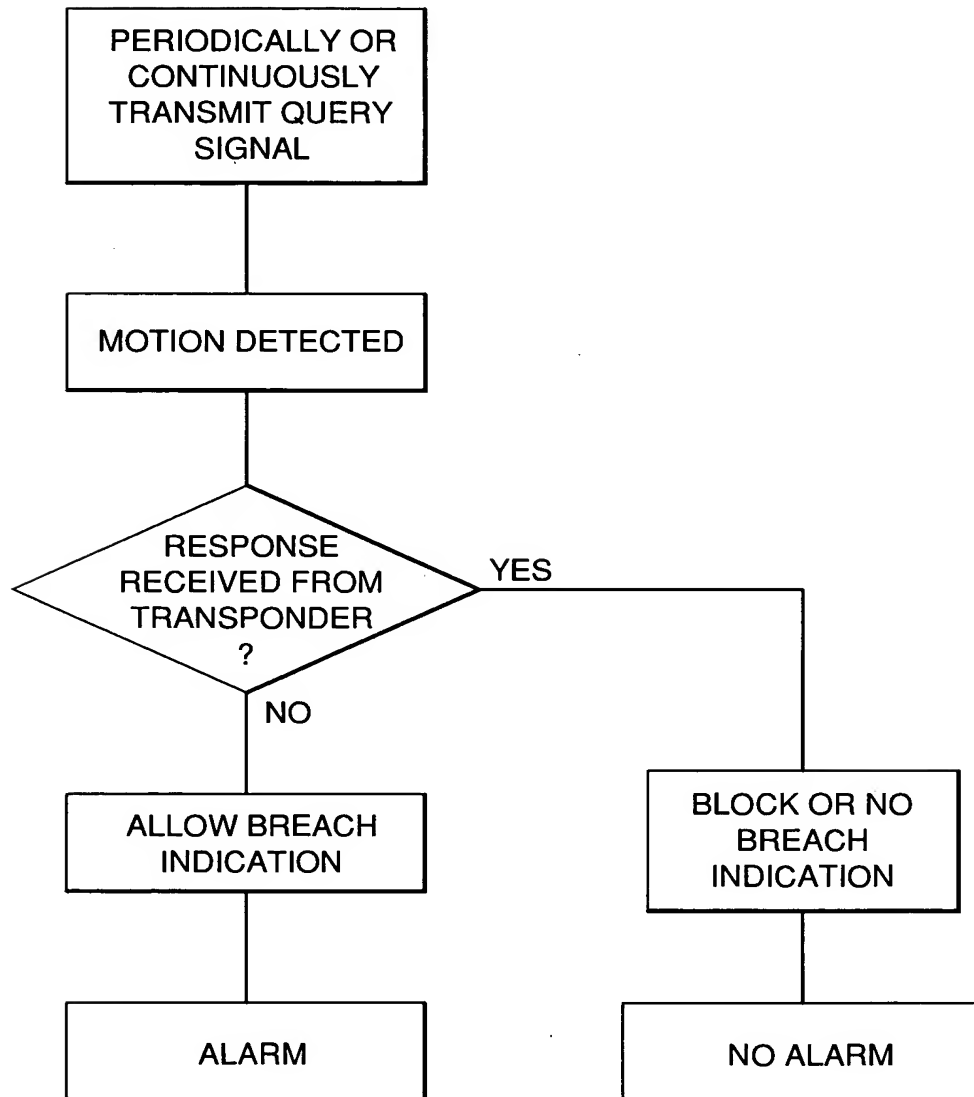 PERIODICALLY OR
CONTINUOUSLY
TRANSMIT QUERY
SIGNAL
MOTION DETECTED
RESPONSE
RECEIVED FROM
TRANSPONDER
?
YES
NO
ALLOW BREACH
INDICATION
BLOCK OR NO
BREACH
INDICATION
ALARM
NO ALARM